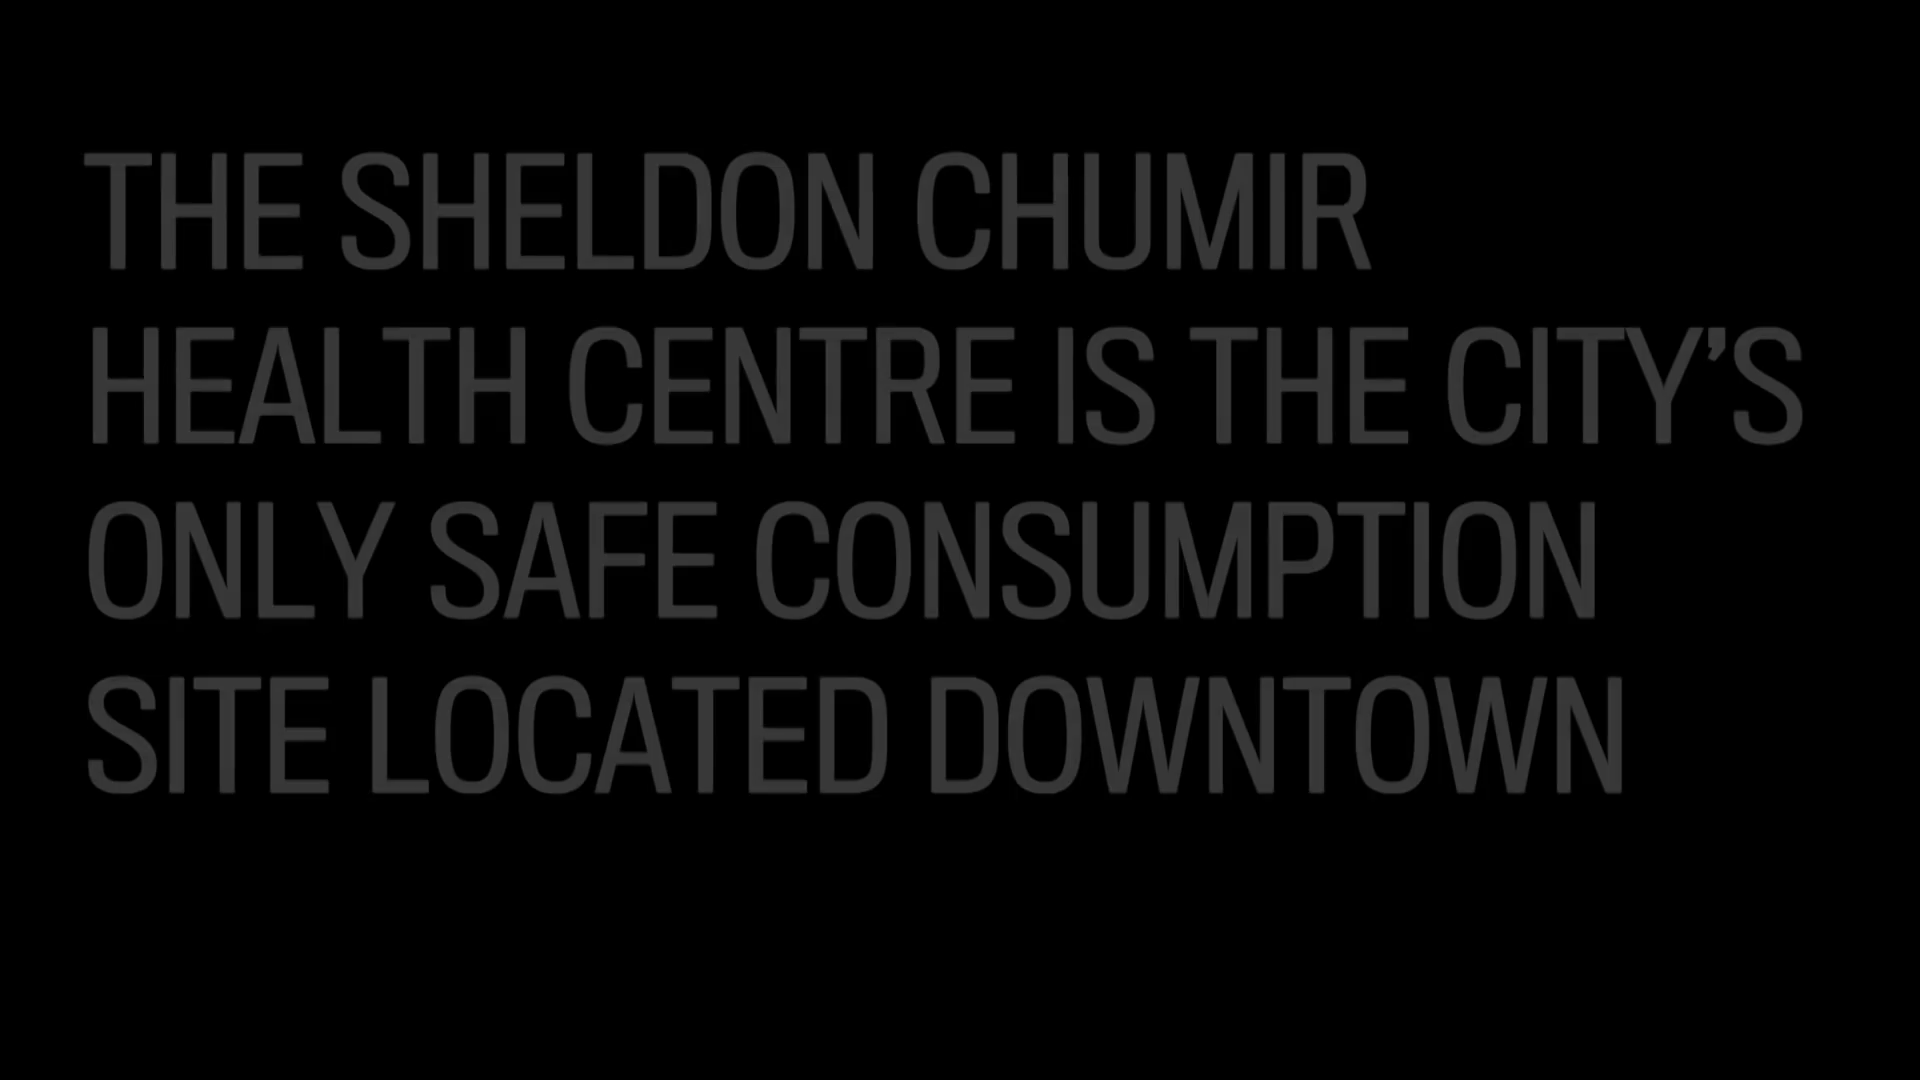 THE SHELDON CHUMIR
HEALTH CENTRE IS THE CITY’S
ONLY SAFE CONSUMPTION
SITE LOCATED DOWNTOWN